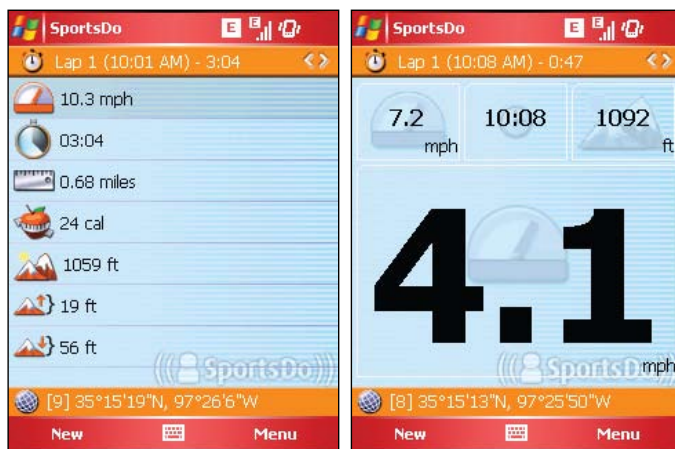 SportsDo
E
E
Lap 1 (10:01 AM) - 3:04
10.3 mph
03:04
0.68 miles
24 cal
1059 ft
19 ft
56 ft
SportsDo
[9] 35°15'19"N, 97°26'6"W
New Menu
SportsDo
E
E
Lap 1 (10:08 AM) - 0:47
7.2 mph
10:08
1092 ft
4.1 mph
SportsDo
[8] 35°15'13"N, 97°25'50"W
New Menu